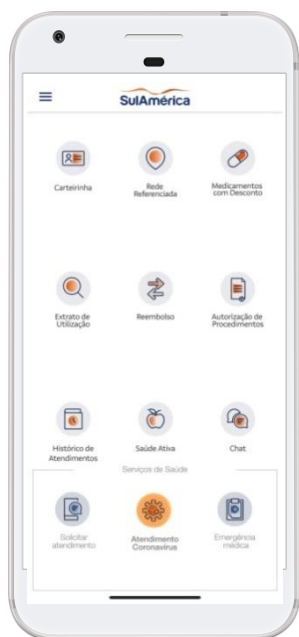 SulAmérica
Carteirinha
Rede
Referenciada
Medicamentos
com Desconto
Extrato de
Utilização
Reembolso
Autorização de
Procedimentos
Histórico de
Atendimentos
Saúde Ativa
Chat
Serviços de Saúde
Solicitar
atendimento
Atendimento
Coronavírus
Emergência
médica